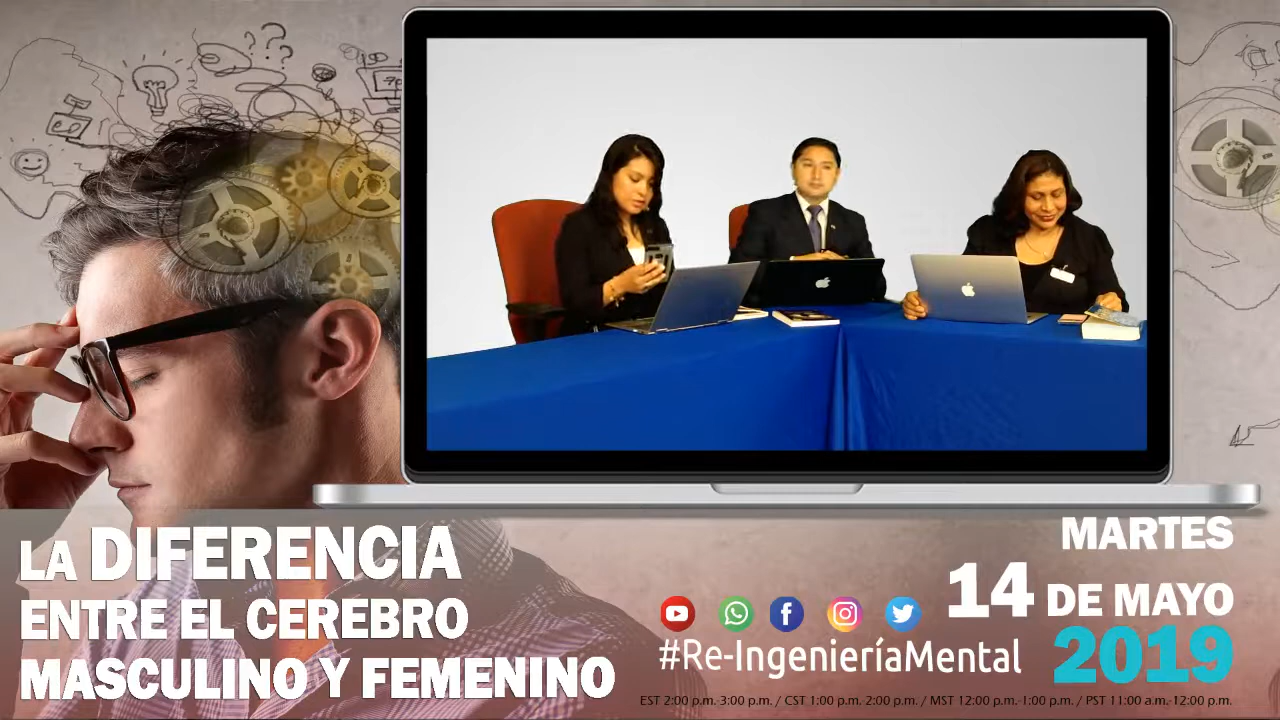 LA DIFERENCIA
ENTRE EL CEREBRO
MASCULINO Y FEMENINO
MARTES
14 DE MAYO
2019
#Re-IngenieríaMental
EST 2:00 p.m.-3:00 p.m. / CST 1:00 p.m.-2:00 p.m. / MST 12:00 p.m.-1:00 p.m. / PST 11:00 a.m.-12:00 p.m.